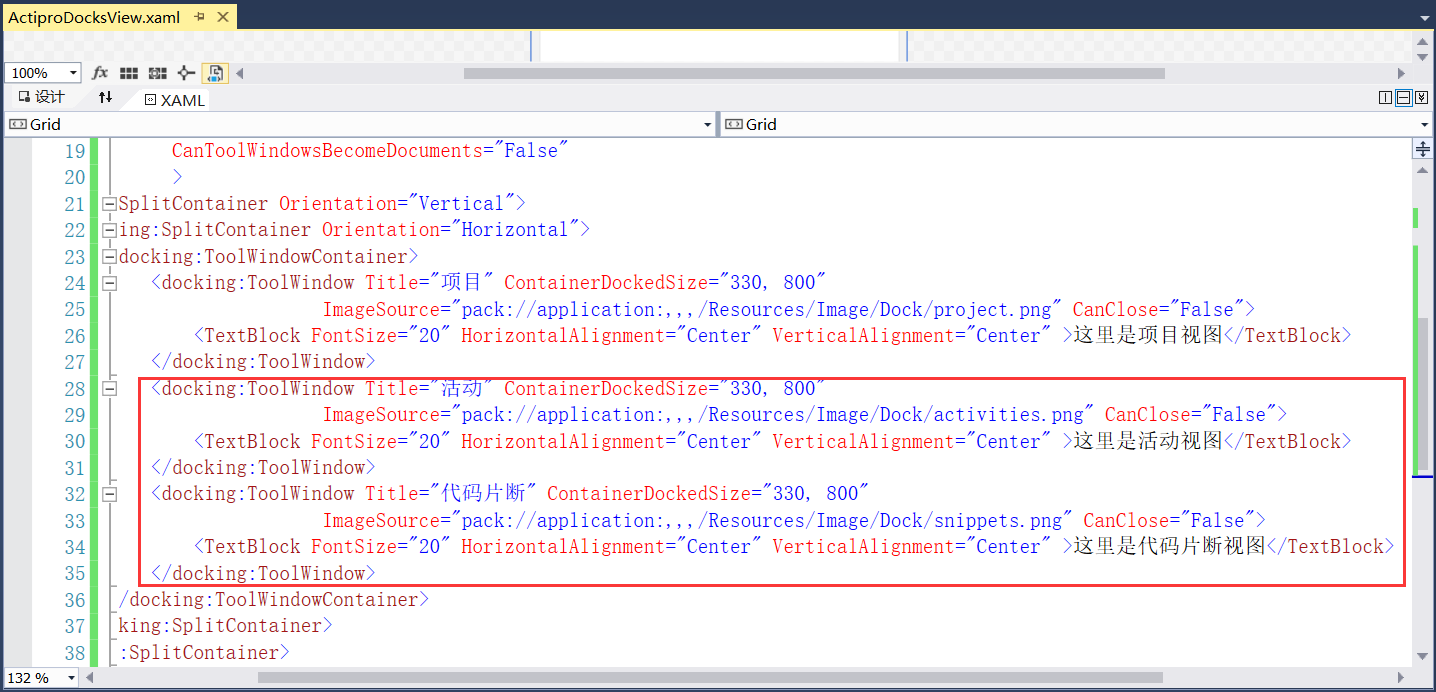 ActiproDocksView.xaml
100%
fx
设计
XAML
Grid
Grid
19 CanToolWindowsBecomeDocuments="False"
20 >
21 SplitContainer Orientation="Vertical">
22 ing:SplitContainer Orientation="Horizontal">
23 docking:ToolWindowContainer>
24 <docking:ToolWindow Title="项目" ContainerDockedSize="330, 800"
25 ImageSource="pack://application:,,,/Resources/Image/Dock/project.png" CanClose="False">
26 <TextBlock FontSize="20" HorizontalAlignment="Center" VerticalAlignment="Center" >这里是项目视图</TextBlock>
27 </docking:ToolWindow>
28 <docking:ToolWindow Title="活动" ContainerDockedSize="330, 800"
29 ImageSource="pack://application:,,,/Resources/Image/Dock/activities.png" CanClose="False">
30 <TextBlock FontSize="20" HorizontalAlignment="Center" VerticalAlignment="Center" >这里是活动视图</TextBlock>
31 </docking:ToolWindow>
32 <docking:ToolWindow Title="代码片断" ContainerDockedSize="330, 800"
33 ImageSource="pack://application:,,,/Resources/Image/Dock/snippets.png" CanClose="False">
34 <TextBlock FontSize="20" HorizontalAlignment="Center" VerticalAlignment="Center" >这里是代码片断视图</TextBlock>
35 </docking:ToolWindow>
36 /docking:ToolWindowContainer>
37 king:SplitContainer>
38 :SplitContainer>
132 %